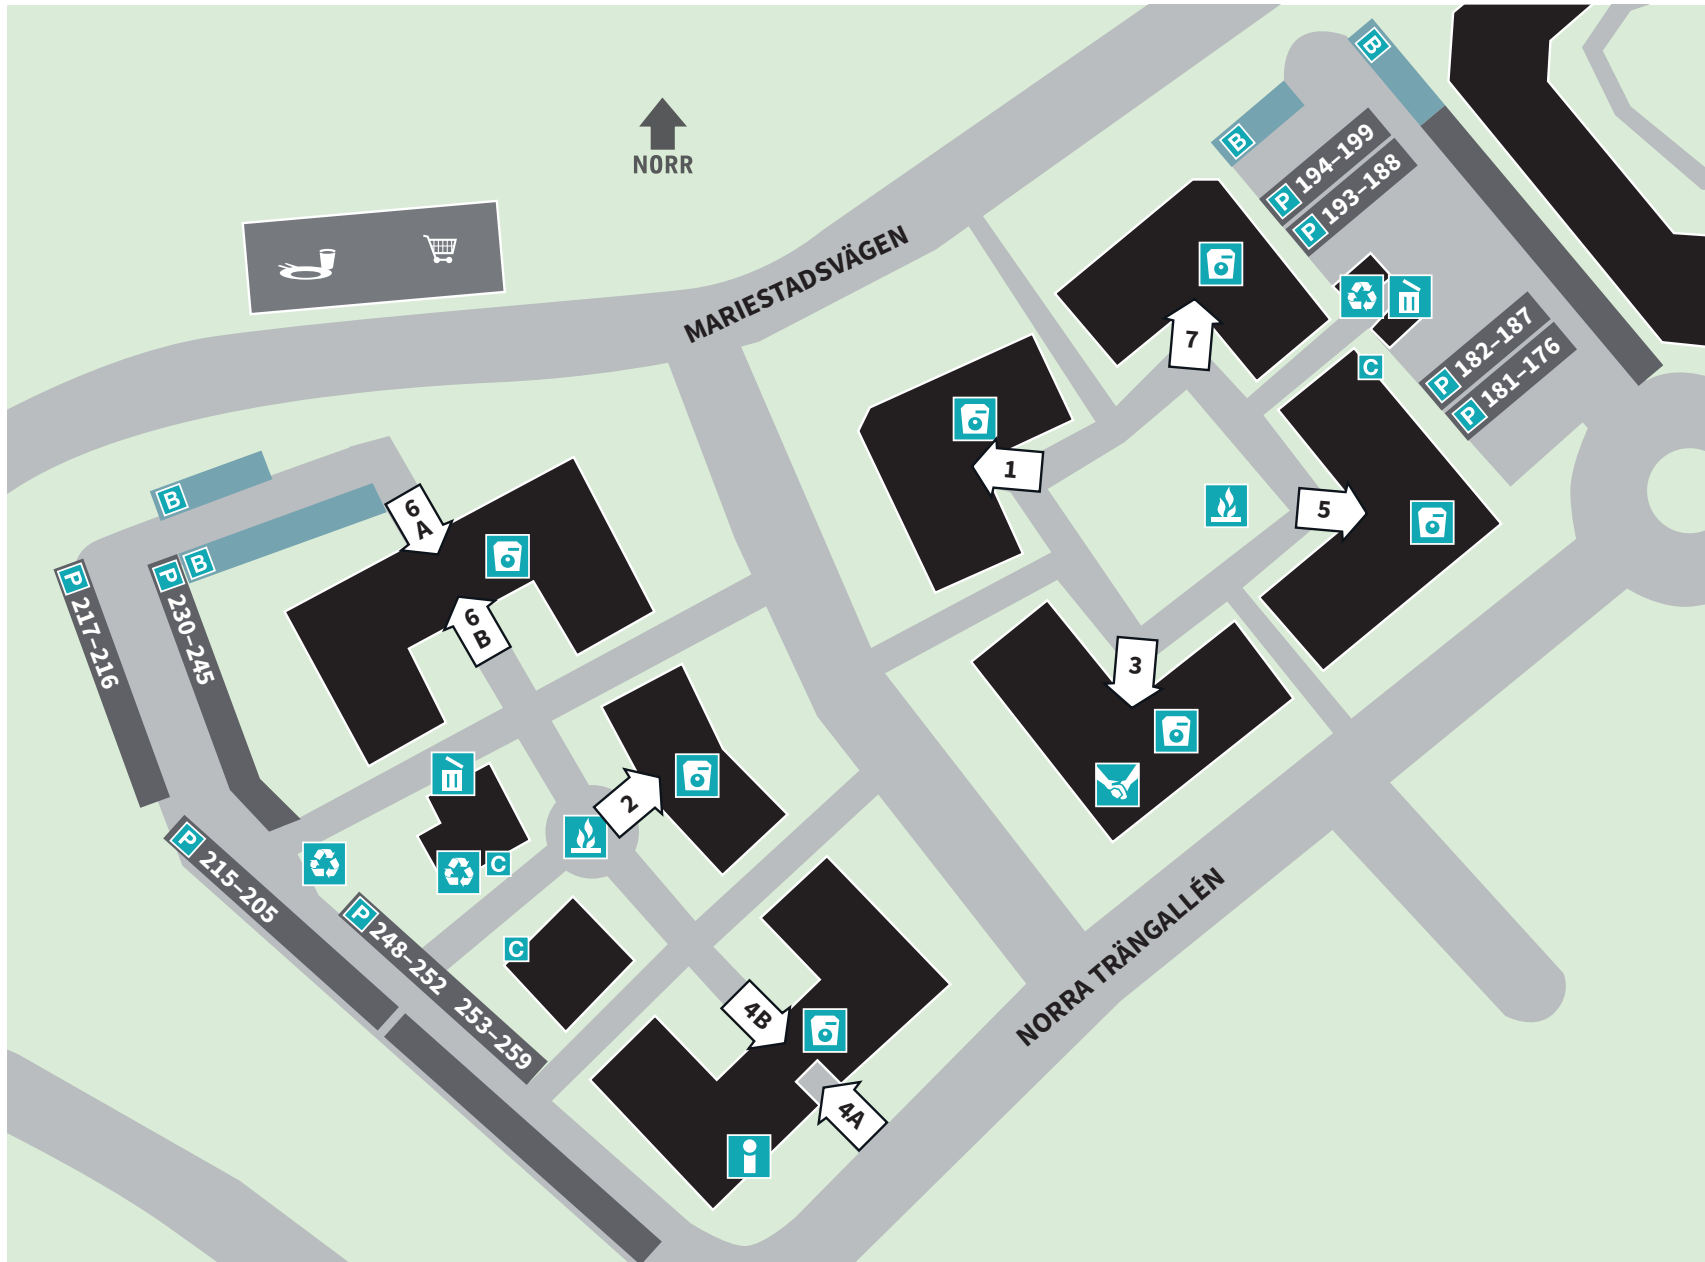 B
B
194–199
P
193–188
P
NORR
MARIESTADSVÄGEN
7
C
182–187
P
181–176
P
1
5
B
6
A
B
P
217–216
P
230–245
6
B
3
2
P
215–205
C
P
248–252 253–259
C
4B
4A
NORRA TRÄNGALLÉN